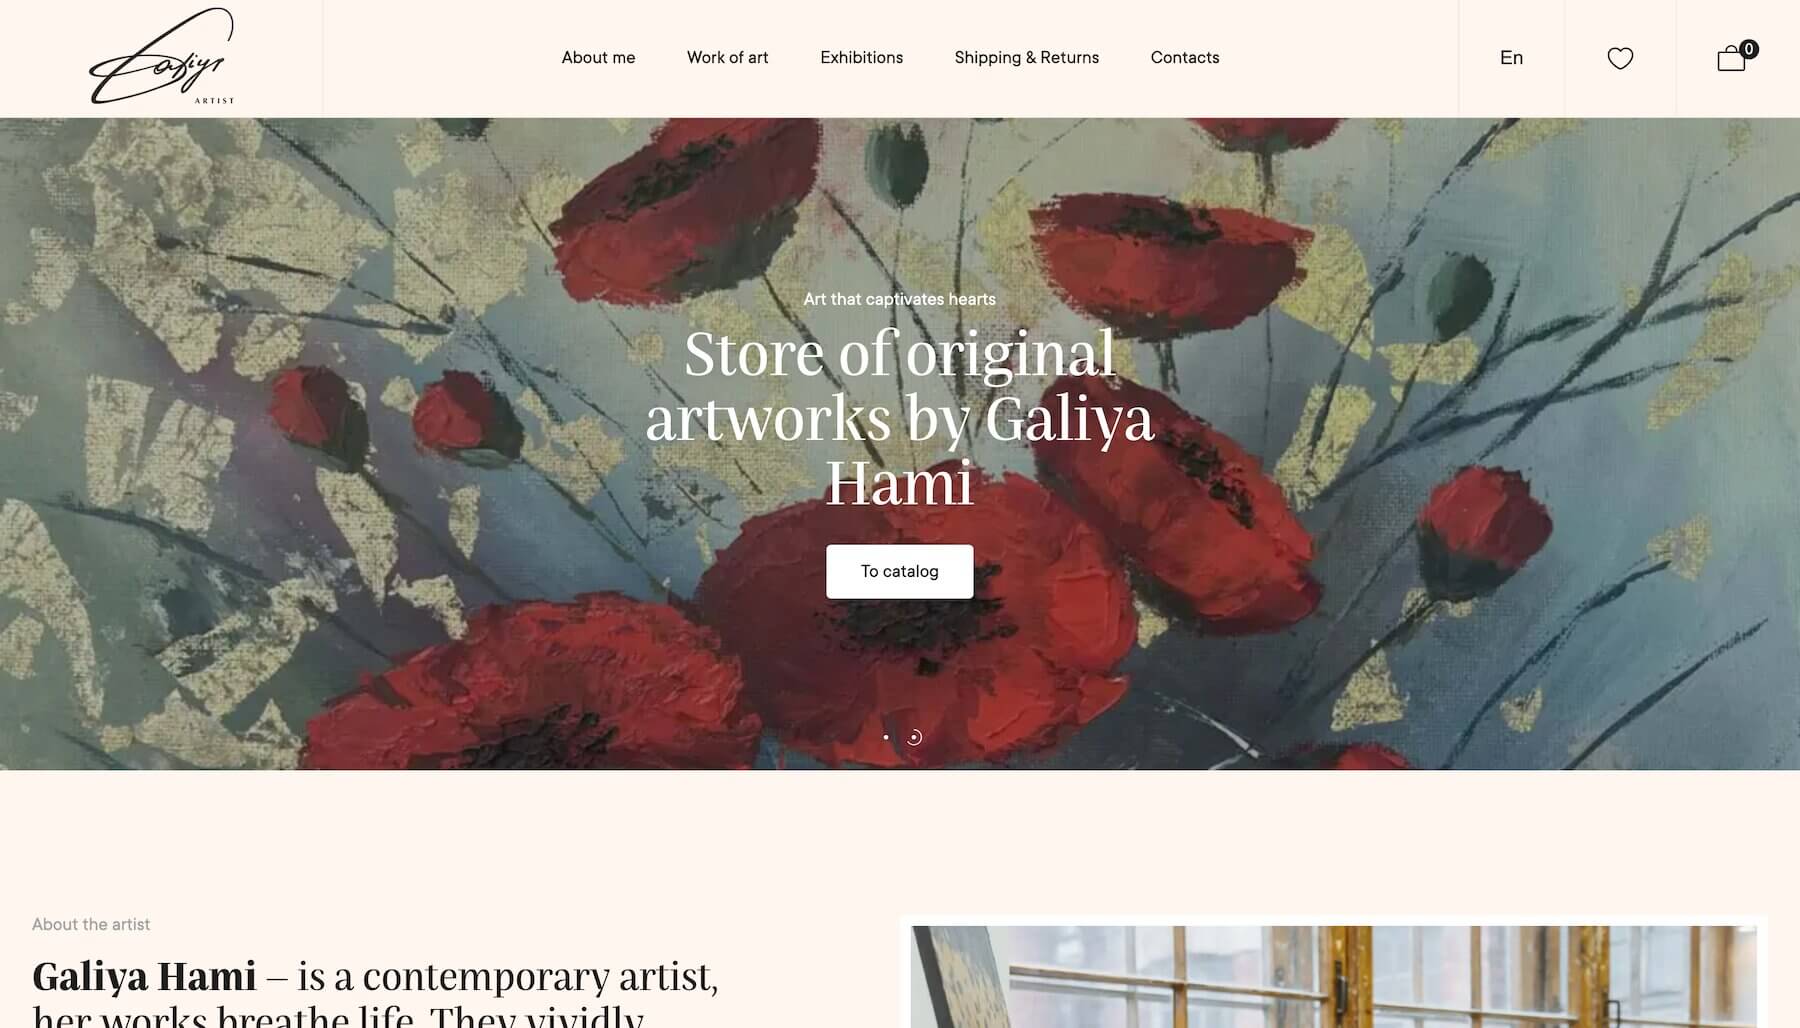 Galiya
ARTIST
About me
Work of art
Exhibitions
Shipping & Returns
Contacts
En
0
Art that captivates hearts
Store of original
artworks by Galiya
Hami
To catalog
About the artist
Galiya Hami – is a contemporary artist,
her works breathe life. They vividly